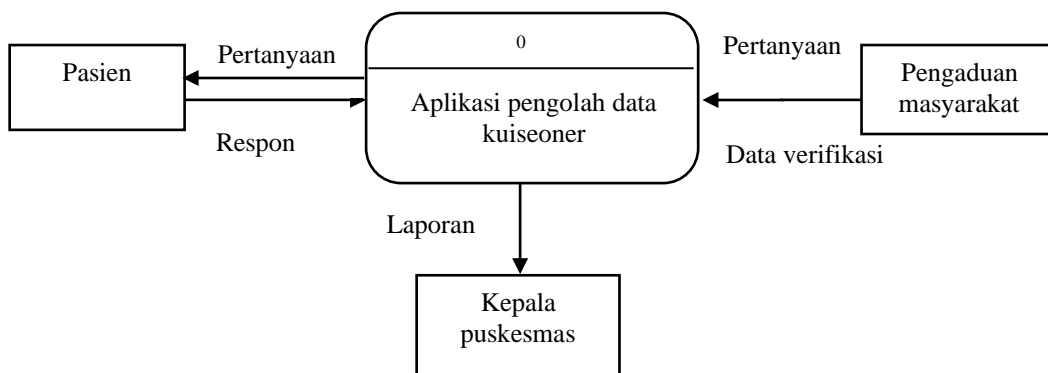 0
Pertanyaan
Pertanyaan
Pasien
Pengaduan
masyarakat
Aplikasi pengolah data
kuiseoner
Respon
Data verifikasi
Laporan
Kepala
puskesmas